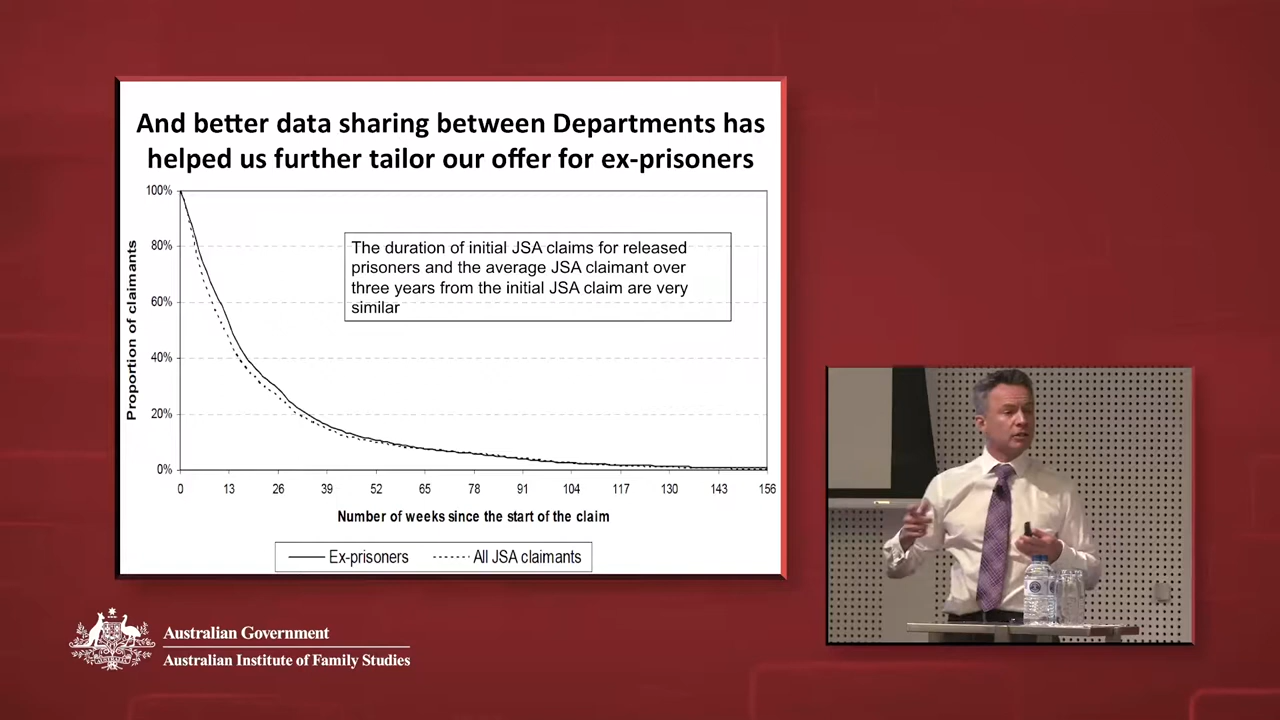 And better data sharing between Departments has
helped us further tailor our offer for ex-prisoners
100%
80%
60%
40%
20%
0%
Proportion of claimants
The duration of initial JSA claims for released
prisoners and the average JSA claimant over
three years from the initial JSA claim are very
similar
0 13 26 39 52 65 78 91 104 117 130 143 156
Number of weeks since the start of the claim
Ex-prisoners All JSA claimants
Australian Government
Australian Institute of Family Studies